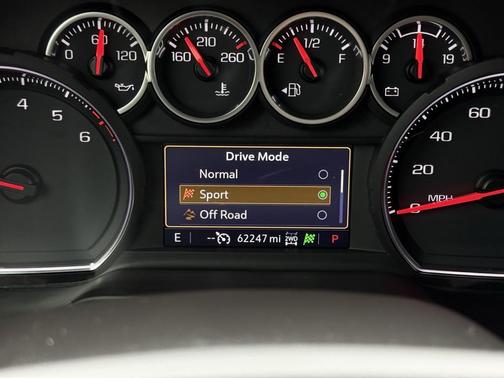 0 60 120
160 210 260
E 1/2 F
9 14 19
4 5 6
Drive Mode
Normal
Sport
Off Road
E -- 62247 mi 2WD P
0 20 40 60
MPH